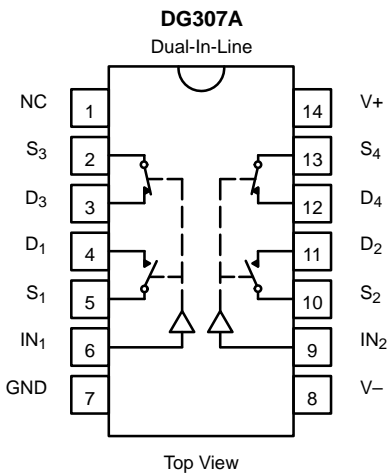 DG307A
Dual-In-Line
NC 1 14 V+
S3 2 13 S4
D3 3 12 D4
D1 4 11 D2
S1 5 10 S2
IN1 6 9 IN2
GND 7 8 V–
Top View